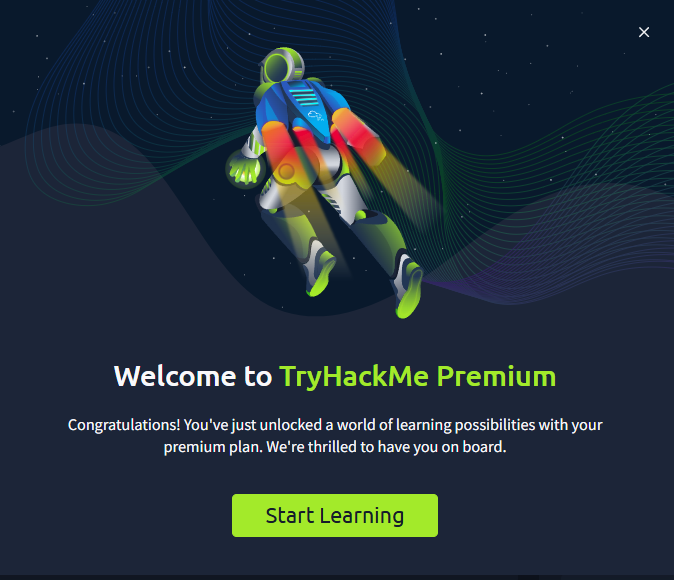 Welcome to TryHackMe Premium
Congratulations! You've just unlocked a world of learning possibilities with your
premium plan. We're thrilled to have you on board.
Start Learning